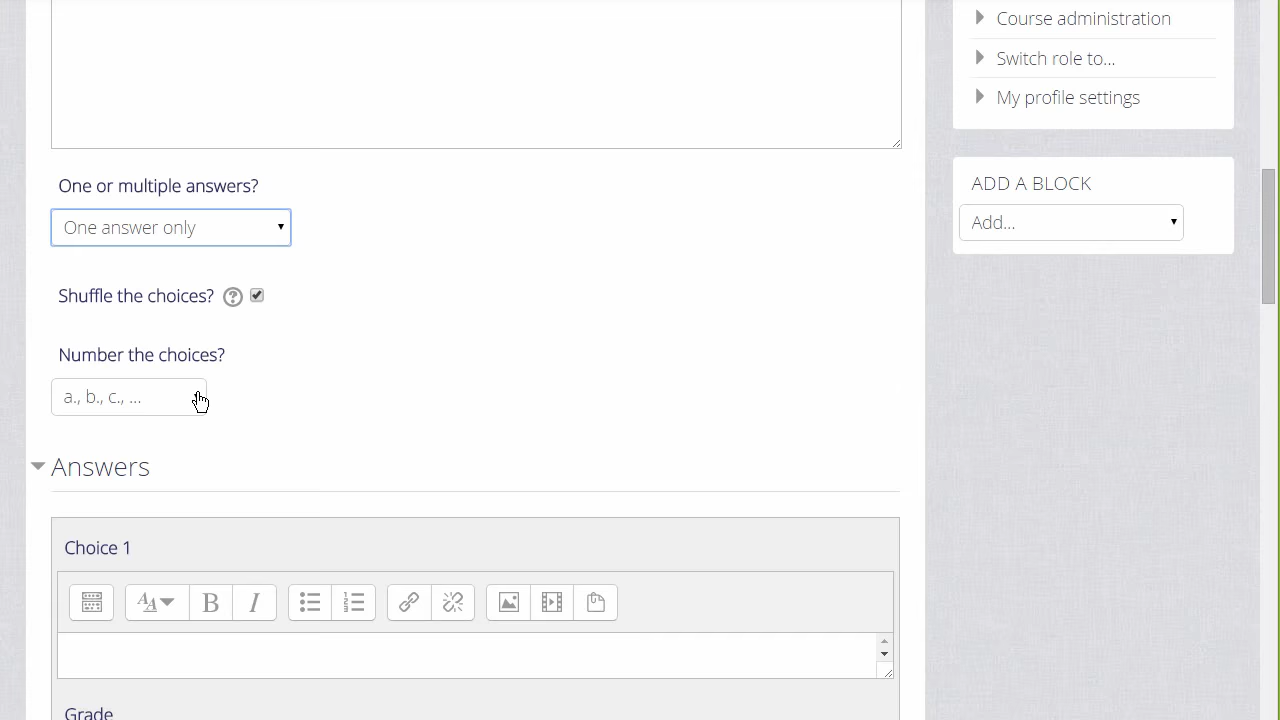 Course administration
Switch role to...
My profile settings
One or multiple answers?
ADD A BLOCK
One answer only
Add...
Shuffle the choices?
Number the choices?
a., b., c., ...
Answers
Choice 1
Grade